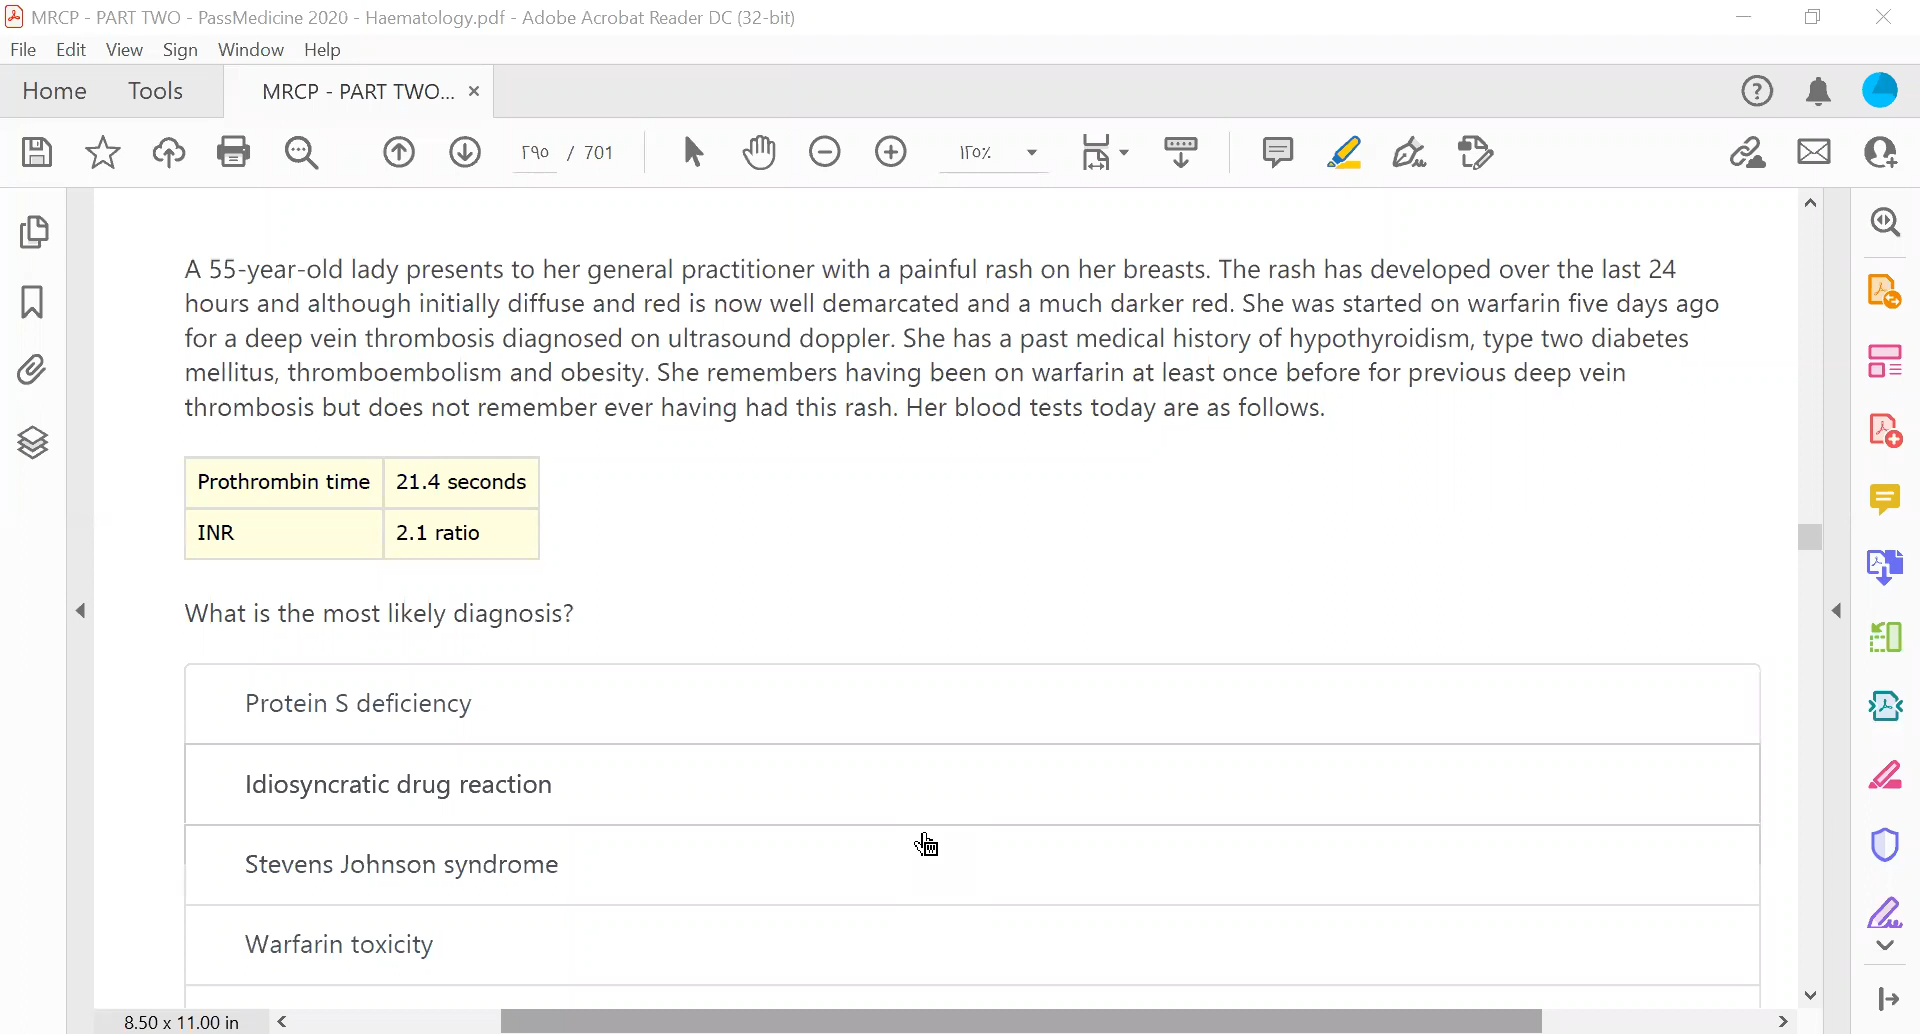 MRCP - PART TWO - PassMedicine 2020 - Haematology.pdf - Adobe Acrobat Reader DC (32-bit)
File Edit View Sign Window Help
Home Tools MRCP - PART TWO... ×
٢٩٥ / 701 ١٢٥٪
A 55-year-old lady presents to her general practitioner with a painful rash on her breasts. The rash has developed over the last 24
hours and although initially diffuse and red is now well demarcated and a much darker red. She was started on warfarin five days ago
for a deep vein thrombosis diagnosed on ultrasound doppler. She has a past medical history of hypothyroidism, type two diabetes
mellitus, thromboembolism and obesity. She remembers having been on warfarin at least once before for previous deep vein
thrombosis but does not remember ever having had this rash. Her blood tests today are as follows.
Prothrombin time 21.4 seconds
INR 2.1 ratio
What is the most likely diagnosis?
Protein S deficiency
Idiosyncratic drug reaction
Stevens Johnson syndrome
Warfarin toxicity
8.50 x 11.00 in